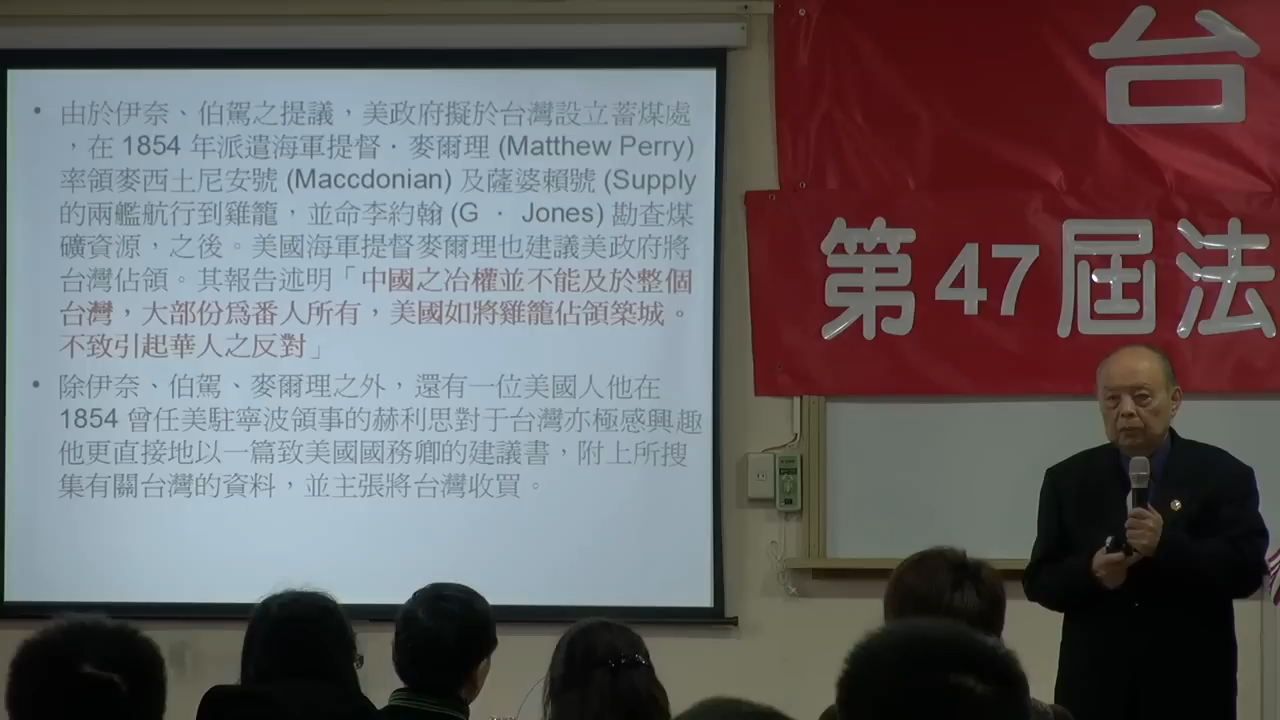 • 由於伊奈、伯駕之提議，美政府擬於台灣設立蓄煤處
，在 1854 年派遣海軍提督．麥爾理 (Matthew Perry)
率領麥西土尼安號 (Maccdonian) 及薩婆賴號 (Supply
的兩艦航行到雞籠，並命李約翰 (G ． Jones) 勘查煤
礦資源，之後。美國海軍提督麥爾理也建議美政府將
台灣佔領。其報告述明「中國之治權並不能及於整個
台灣，大部份為番人所有，美國如將雞籠佔領築城。
不致引起華人之反對」
• 除伊奈、伯駕、麥爾理之外，還有一位美國人他在
1854 曾任美駐寧波領事的赫利思對于台灣亦極感興趣
他更直接地以一篇致美國國務卿的建議書，附上所搜
集有關台灣的資料，並主張將台灣收買。
台
第47屆法